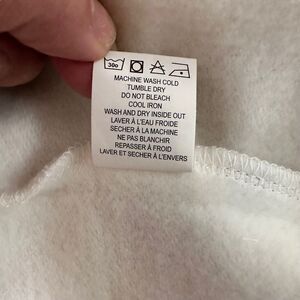 30o
MACHINE WASH COLD
TUMBLE DRY
DO NOT BLEACH
COOL IRON
WASH AND DRY INSIDE OUT
LAVER À L'EAU FROIDE
SECHER À LA MACHINE
NE PAS BLANCHIR
REPASSER À FROID
LAVER ET SECHER À L'ENVERS